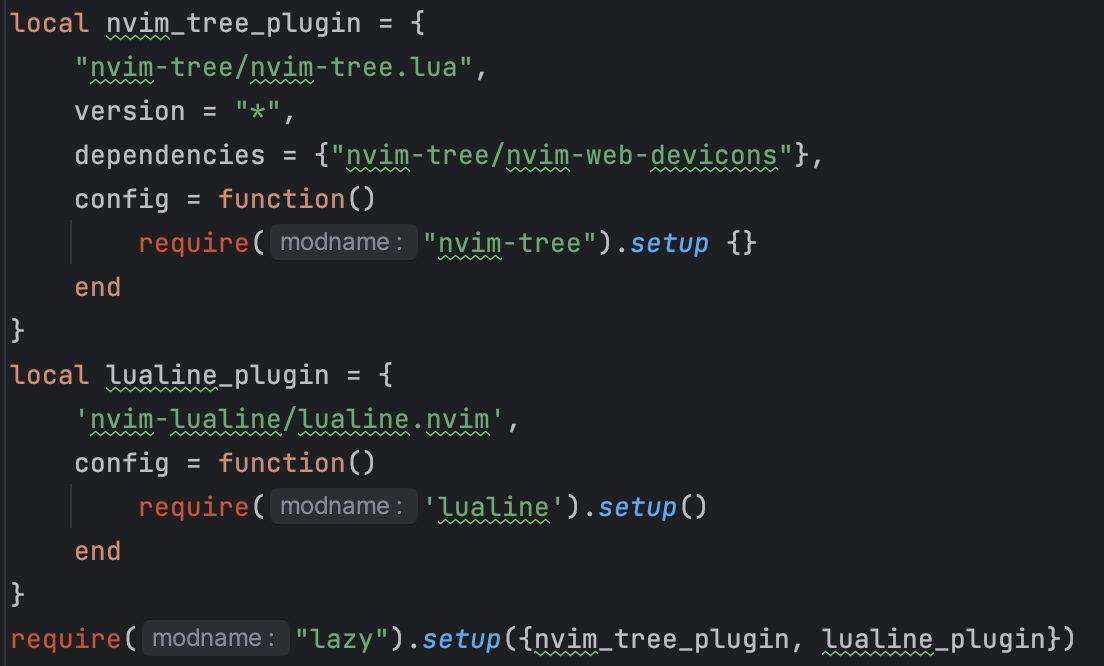 local nvim_tree_plugin = {
    "nvim-tree/nvim-tree.lua",
    version = "*",
    dependencies = {"nvim-tree/nvim-web-devicons"},
    config = function()
        require( modname: "nvim-tree").setup {}
    end
}
local lualine_plugin = {
    'nvim-lualine/lualine.nvim',
    config = function()
        require( modname: 'lualine').setup()
    end
}
require( modname: "lazy").setup({nvim_tree_plugin, lualine_plugin})